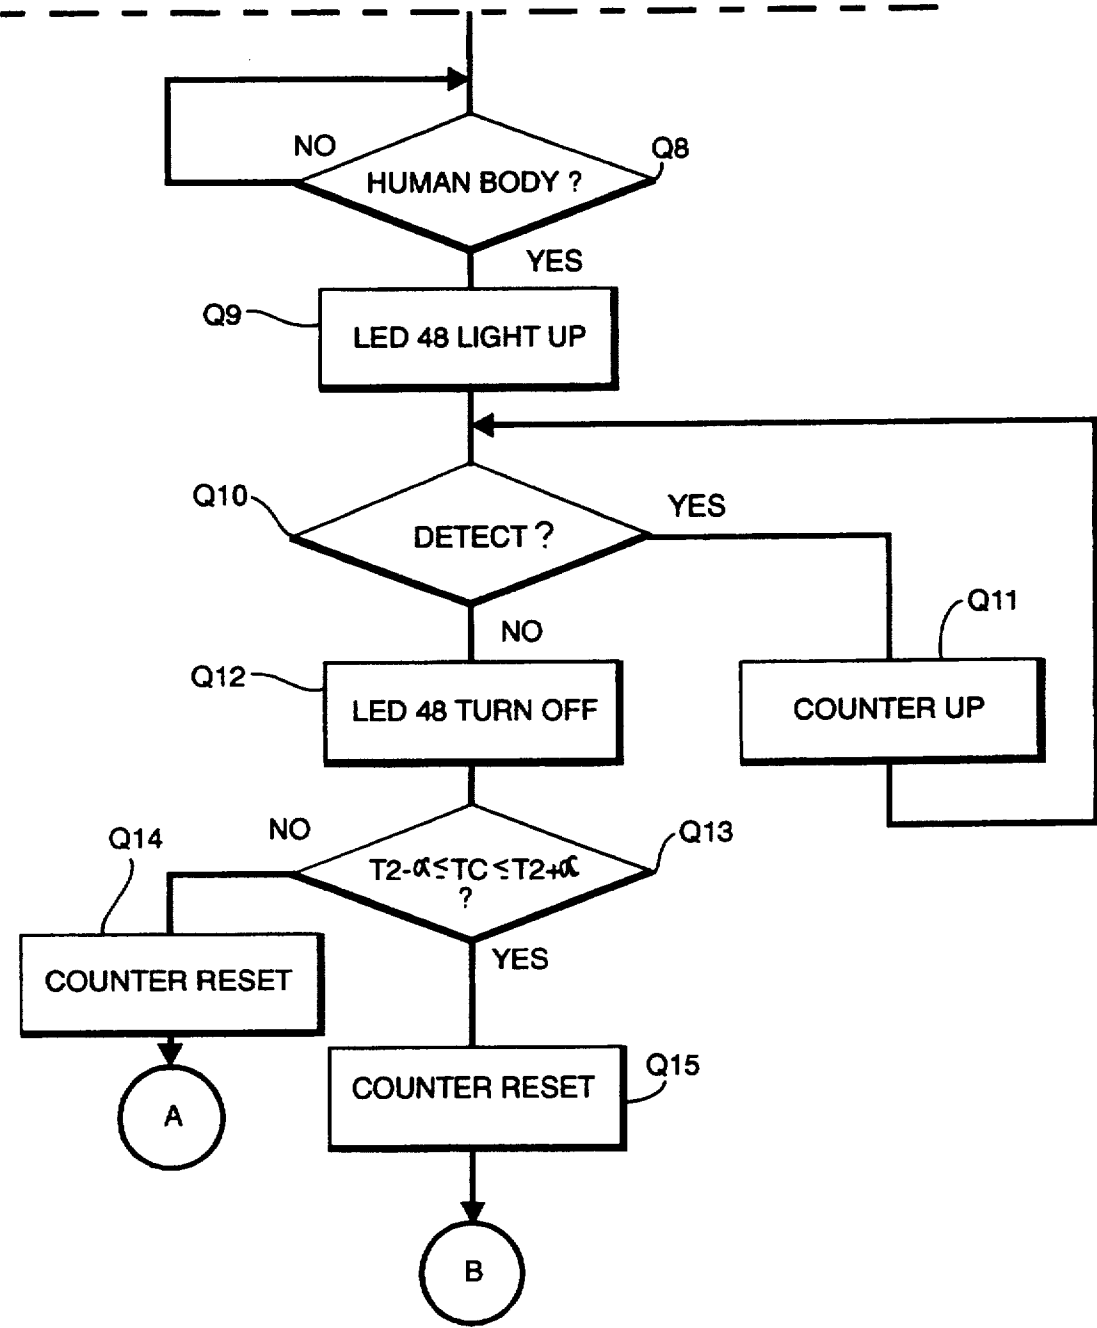 NO
Q8
HUMAN BODY ?
YES
Q9
LED 48 LIGHT UP
Q10
YES
DETECT ?
Q11
NO
Q12
LED 48 TURN OFF
COUNTER UP
NO
Q13
Q14
T2-α≤TC≤T2+α
?
YES
COUNTER RESET
Q15
COUNTER RESET
A
B